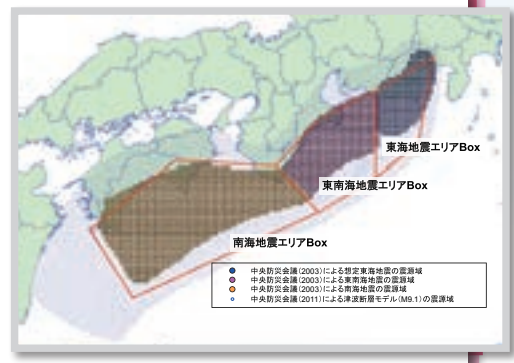 東海地震エリアBox
東南海地震エリアBox
南海地震エリアBox
中央防災会議(2003)による想定東海地震の震源域
中央防災会議(2003)による東南海地震の震源域
中央防災会議(2003)による南海地震の震源域
中央防災会議(2011)による津波断層モデル(M9.1)の震源域